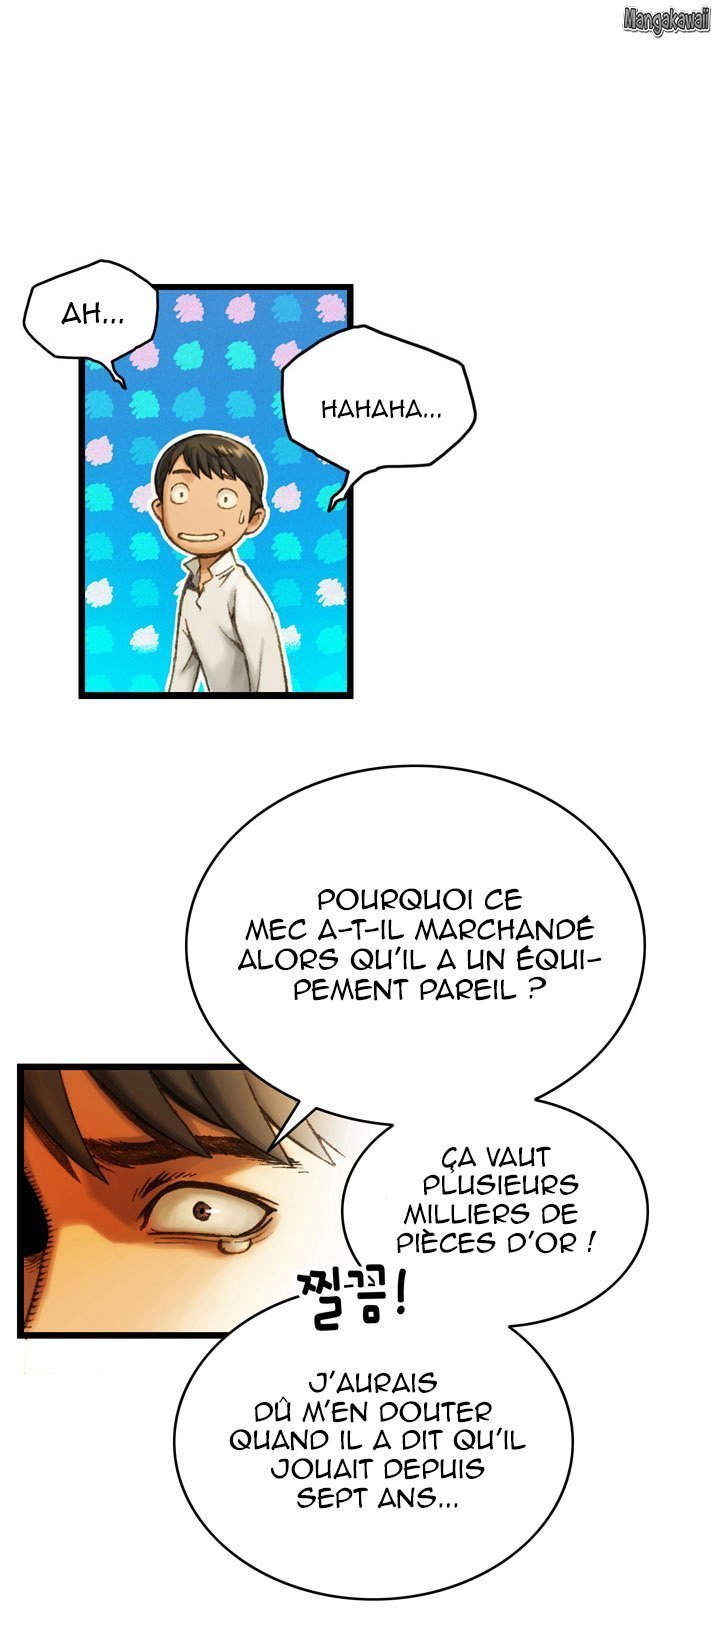 Mangakawaii
AH...
HAHAHA...
POURQUOI CE
MEC A-T-IL MARCHANDÉ
ALORS QU'IL A UN ÉQUI-
PEMENT PAREIL ?
ÇA VAUT
PLUSIEURS
MILLIERS DE
PIÈCES D'OR !
찔끔!
J'AURAIS
DÛ M'EN DOUTER
QUAND IL A DIT QU'IL
JOUAIT DEPUIS
SEPT ANS...